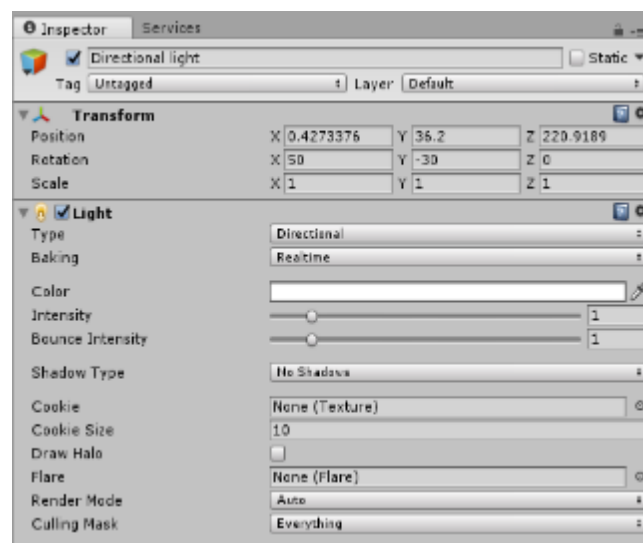 Inspector Services
Directional light Static
Tag Untagged Layer Default
Transform
Position X 0.4273376 Y 36.2 Z 220.9189
Rotation X 50 Y -30 Z 0
Scale X 1 Y 1 Z 1
Light
Type Directional
Baking Realtime
Color
Intensity 1
Bounce Intensity 1
Shadow Type No Shadows
Cookie None (Texture)
Cookie Size 10
Draw Halo
Flare None (Flare)
Render Mode Auto
Culling Mask Everything